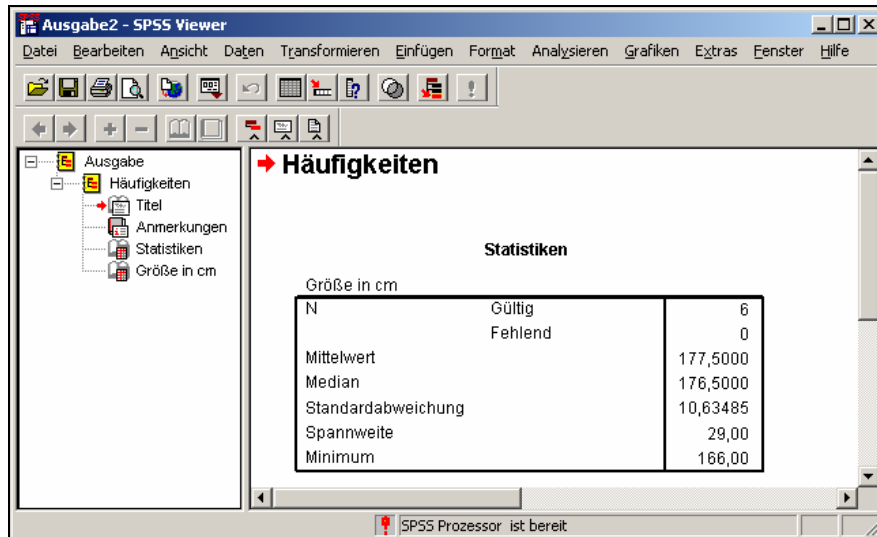 Ausgabe2 - SPSS Viewer
Datei Bearbeiten Ansicht Daten Transformieren Einfügen Format Analysieren Grafiken Extras Fenster Hilfe
Ausgabe
Häufigkeiten
Titel
Anmerkungen
Statistiken
Größe in cm
Häufigkeiten
Statistiken
Größe in cm
N Gültig 6
Fehlend 0
Mittelwert 177,5000
Median 176,5000
Standardabweichung 10,63485
Spannweite 29,00
Minimum 166,00
SPSS Prozessor ist bereit